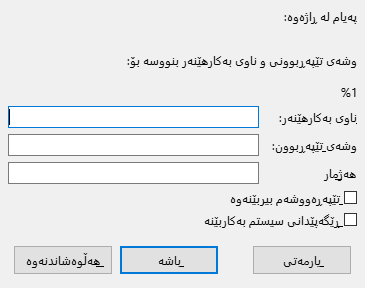 پەیام لە ڕاژەوە:
وشەی تێپەڕبوونی و ناوی بەکارهێنەر بنووسە بۆ:
%1
ناوی بەکارهێنەر:
وشەی تێپەڕبوون:
هەژمار
تێپەڕەووشەم بیربێنەوە
ڕێگەپێدانی سیستم بەکاربێنە
یارمەتی
باشە
هەڵوەشاندنەوە